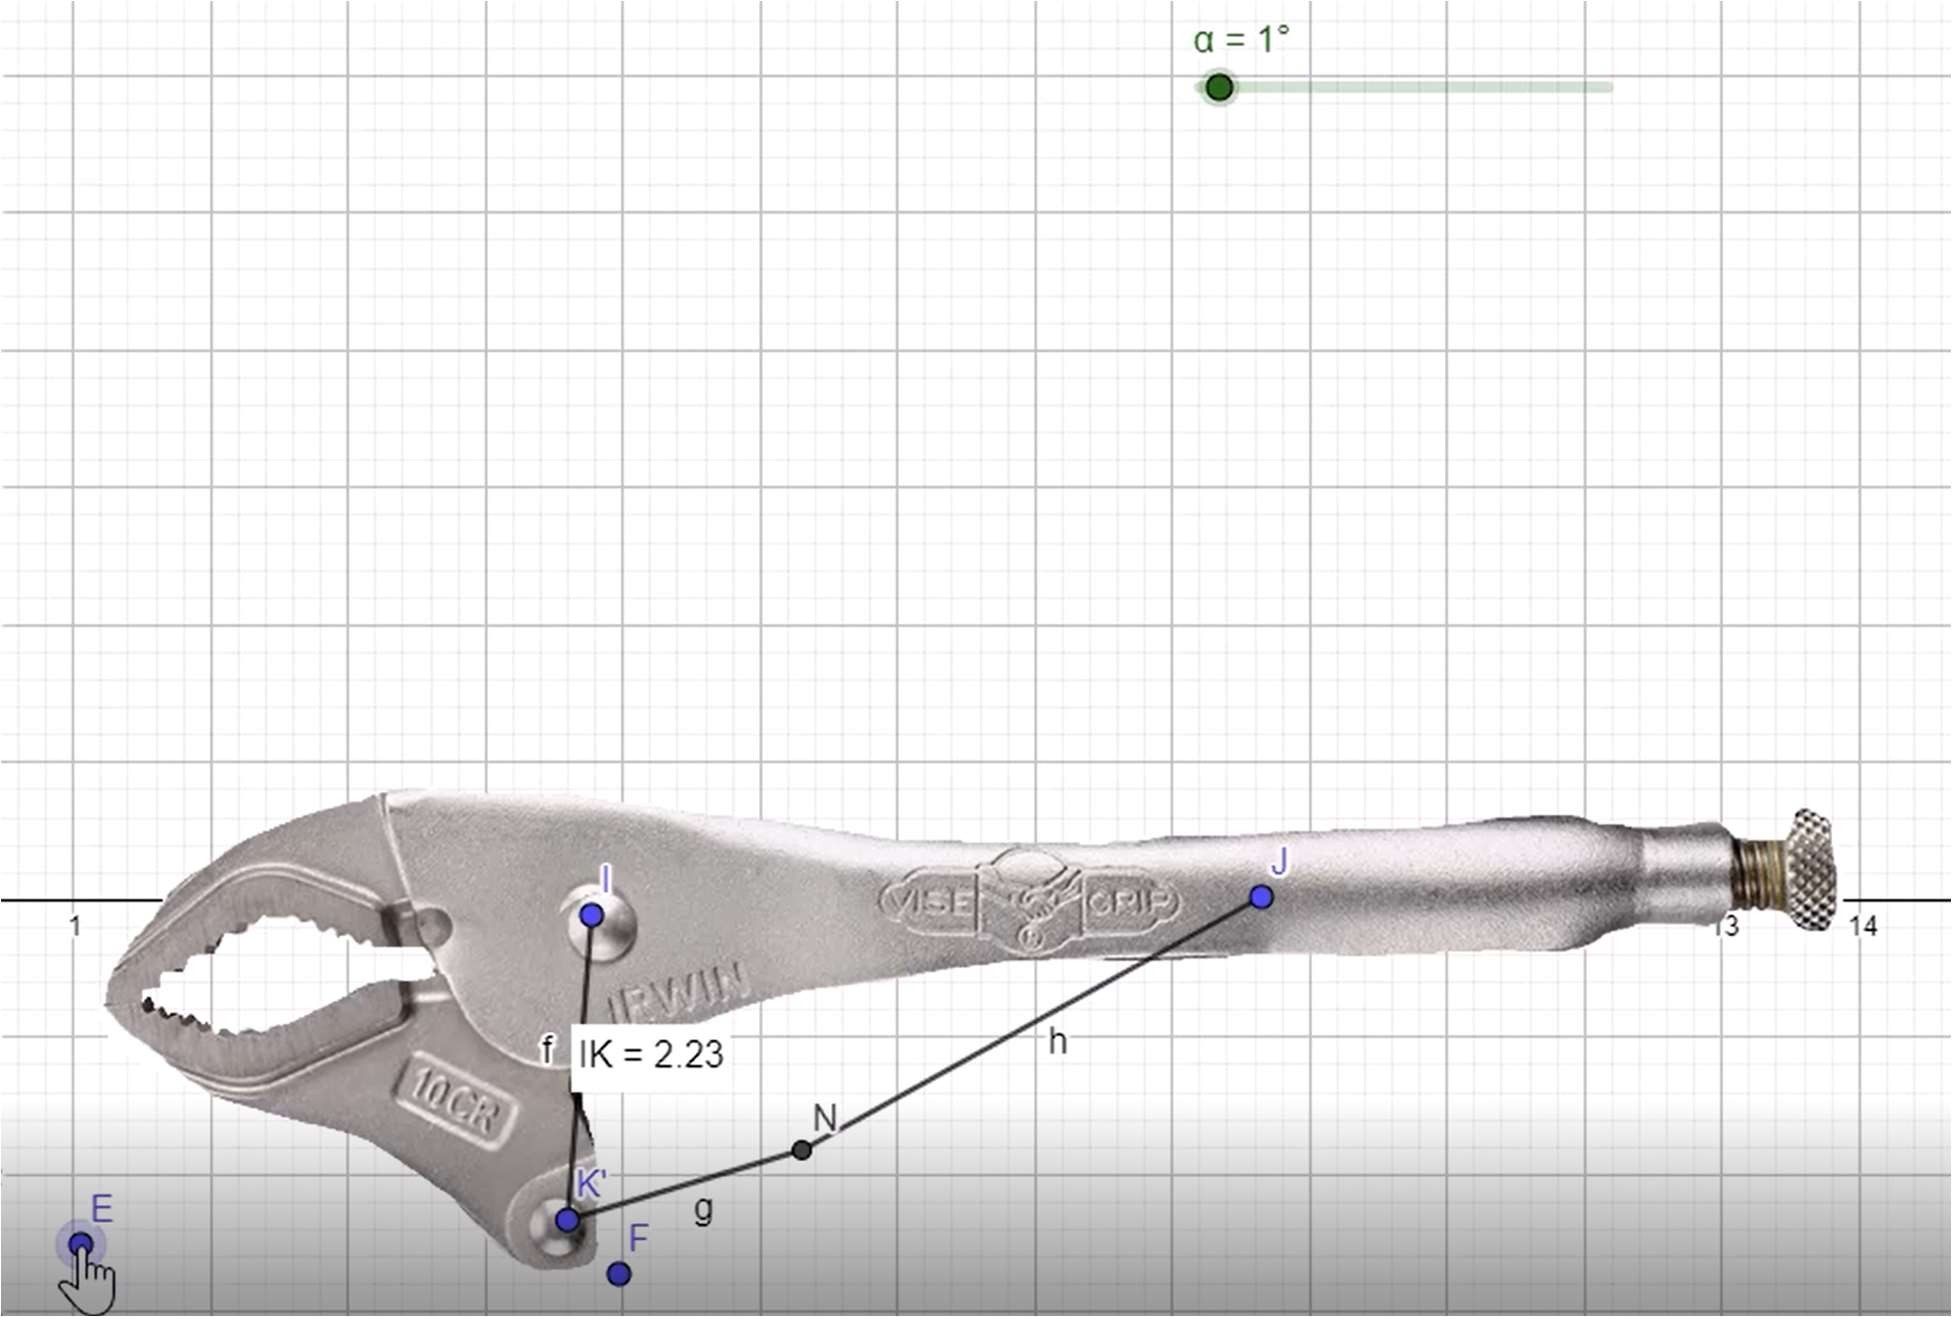 α = 1°
I
J
VISE GRIP
1
13
14
IRWIN
f
IK = 2.23
h
10CR
N
K'
g
E
F